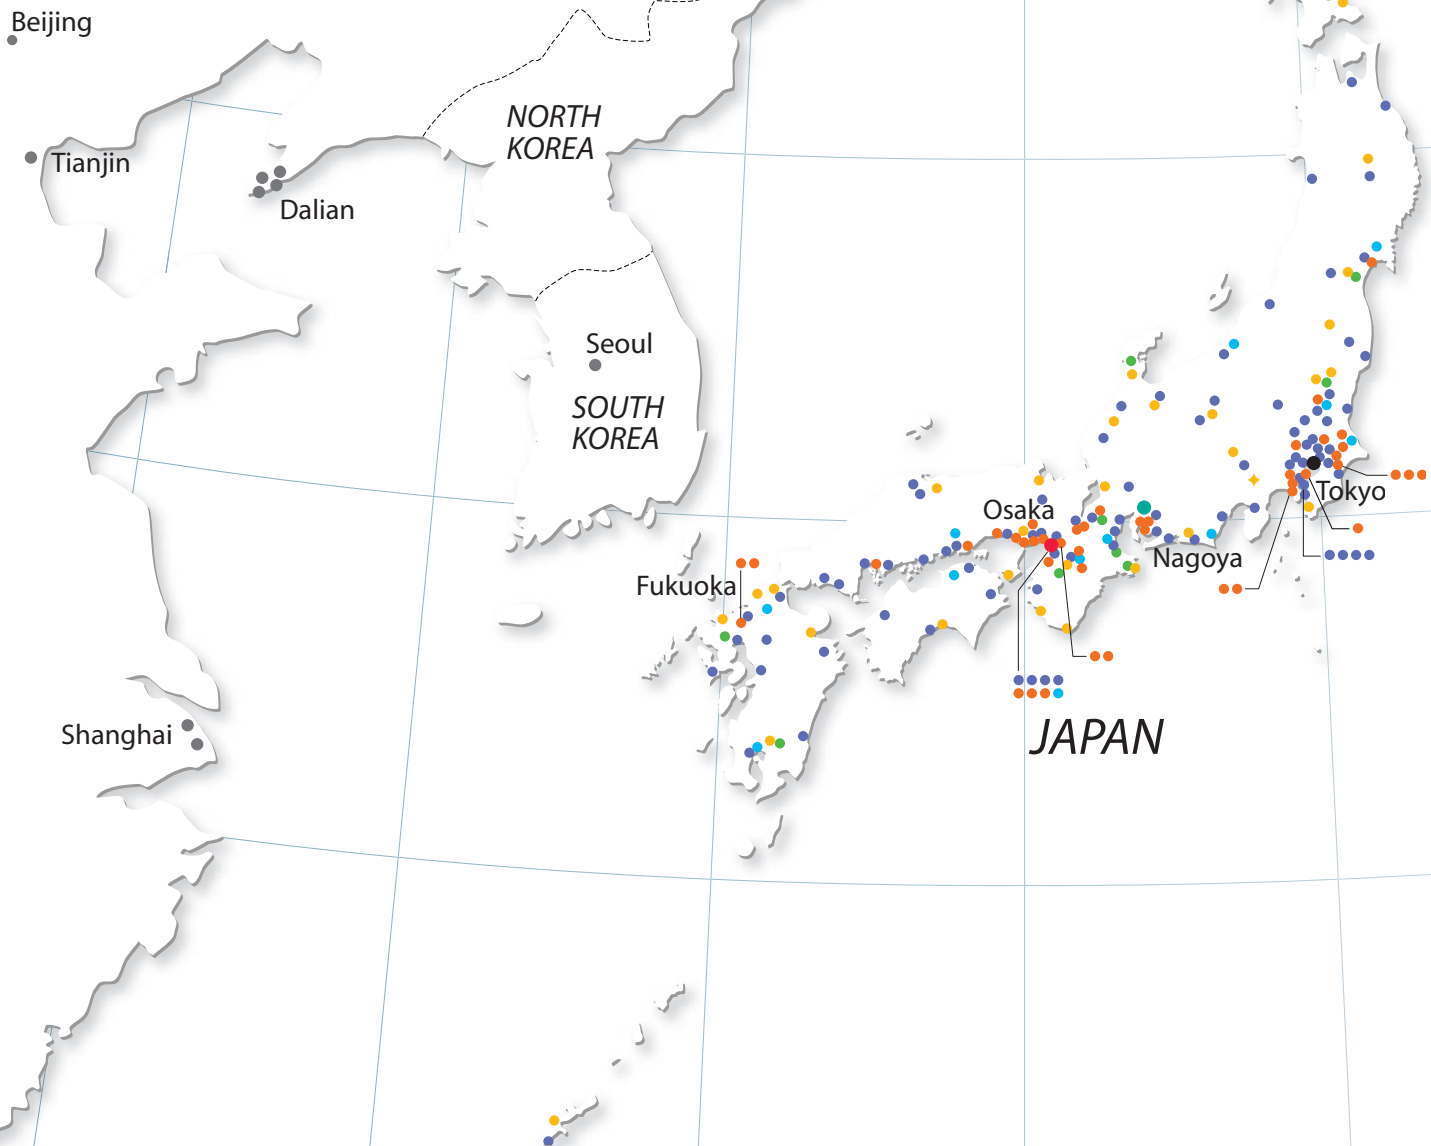 Beijing
NORTH
KOREA
Tianjin
Dalian
Seoul
SOUTH
KOREA
Osaka
Tokyo
Nagoya
Fukuoka
Shanghai
JAPAN